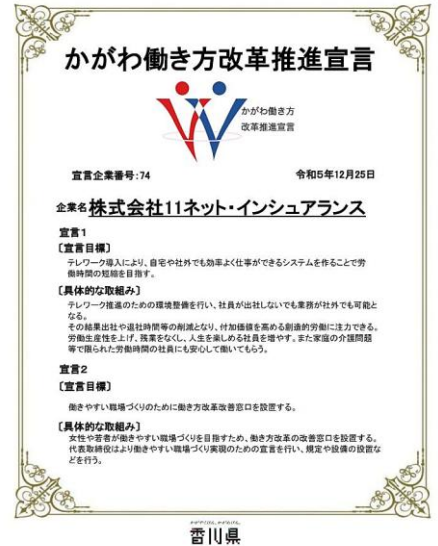 かがわ働き方改革推進宣言
かがわ働き方
改革推進宣言
宣言企業番号:74
令和5年12月25日
企業名 株式会社11ネット・インシュアランス
宣言1
〔宣言目標〕
テレワーク導入により、自宅や社外でも効率よく仕事ができるシステムを作ることで労
働時間の短縮を目指す。
〔具体的な取組み〕
テレワーク推進のための環境整備を行い、社員が出社しないでも業務が社外でも可能と
なる。
その結果出社や退社時間等の削減となり、付加価値を高める創造的労働に注力できる。
労働生産性を上げ、残業をなくし、人生を楽しめる社員を増やす。また家庭の介護問題
等で限られた労働時間の社員にも安心して働いてもらう。
宣言2
〔宣言目標〕
働きやすい職場づくりのために働き方改革改善窓口を設置する。
〔具体的な取組み〕
女性や若者が働きやすい職場づくりを目指すため、働き方改革の改善窓口を設置する。
代表取締役はより働きやすい職場づくり実現のための宣言を行い、規定や設備の設置な
どを行う。
香川県